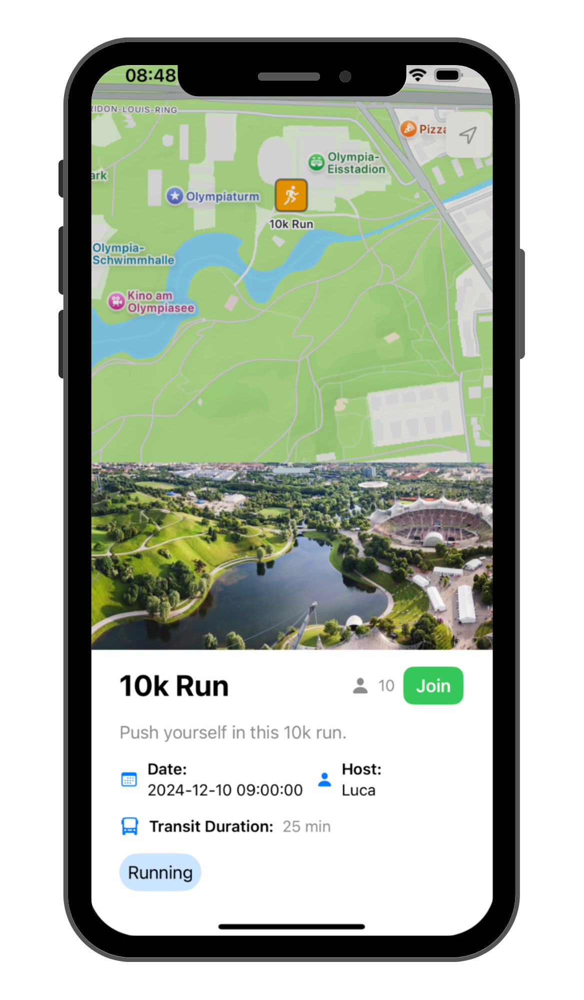 08:48
RIDON-LOUIS-RING
Pizza
Olympia-
Eisstadion
ark
Olympiaturm
10k Run
Olympia-
Schwimmhalle
Kino am
Olympiasee
10k Run
10
Join
Push yourself in this 10k run.
Date:
2024-12-10 09:00:00
Host:
Luca
Transit Duration: 25 min
Running